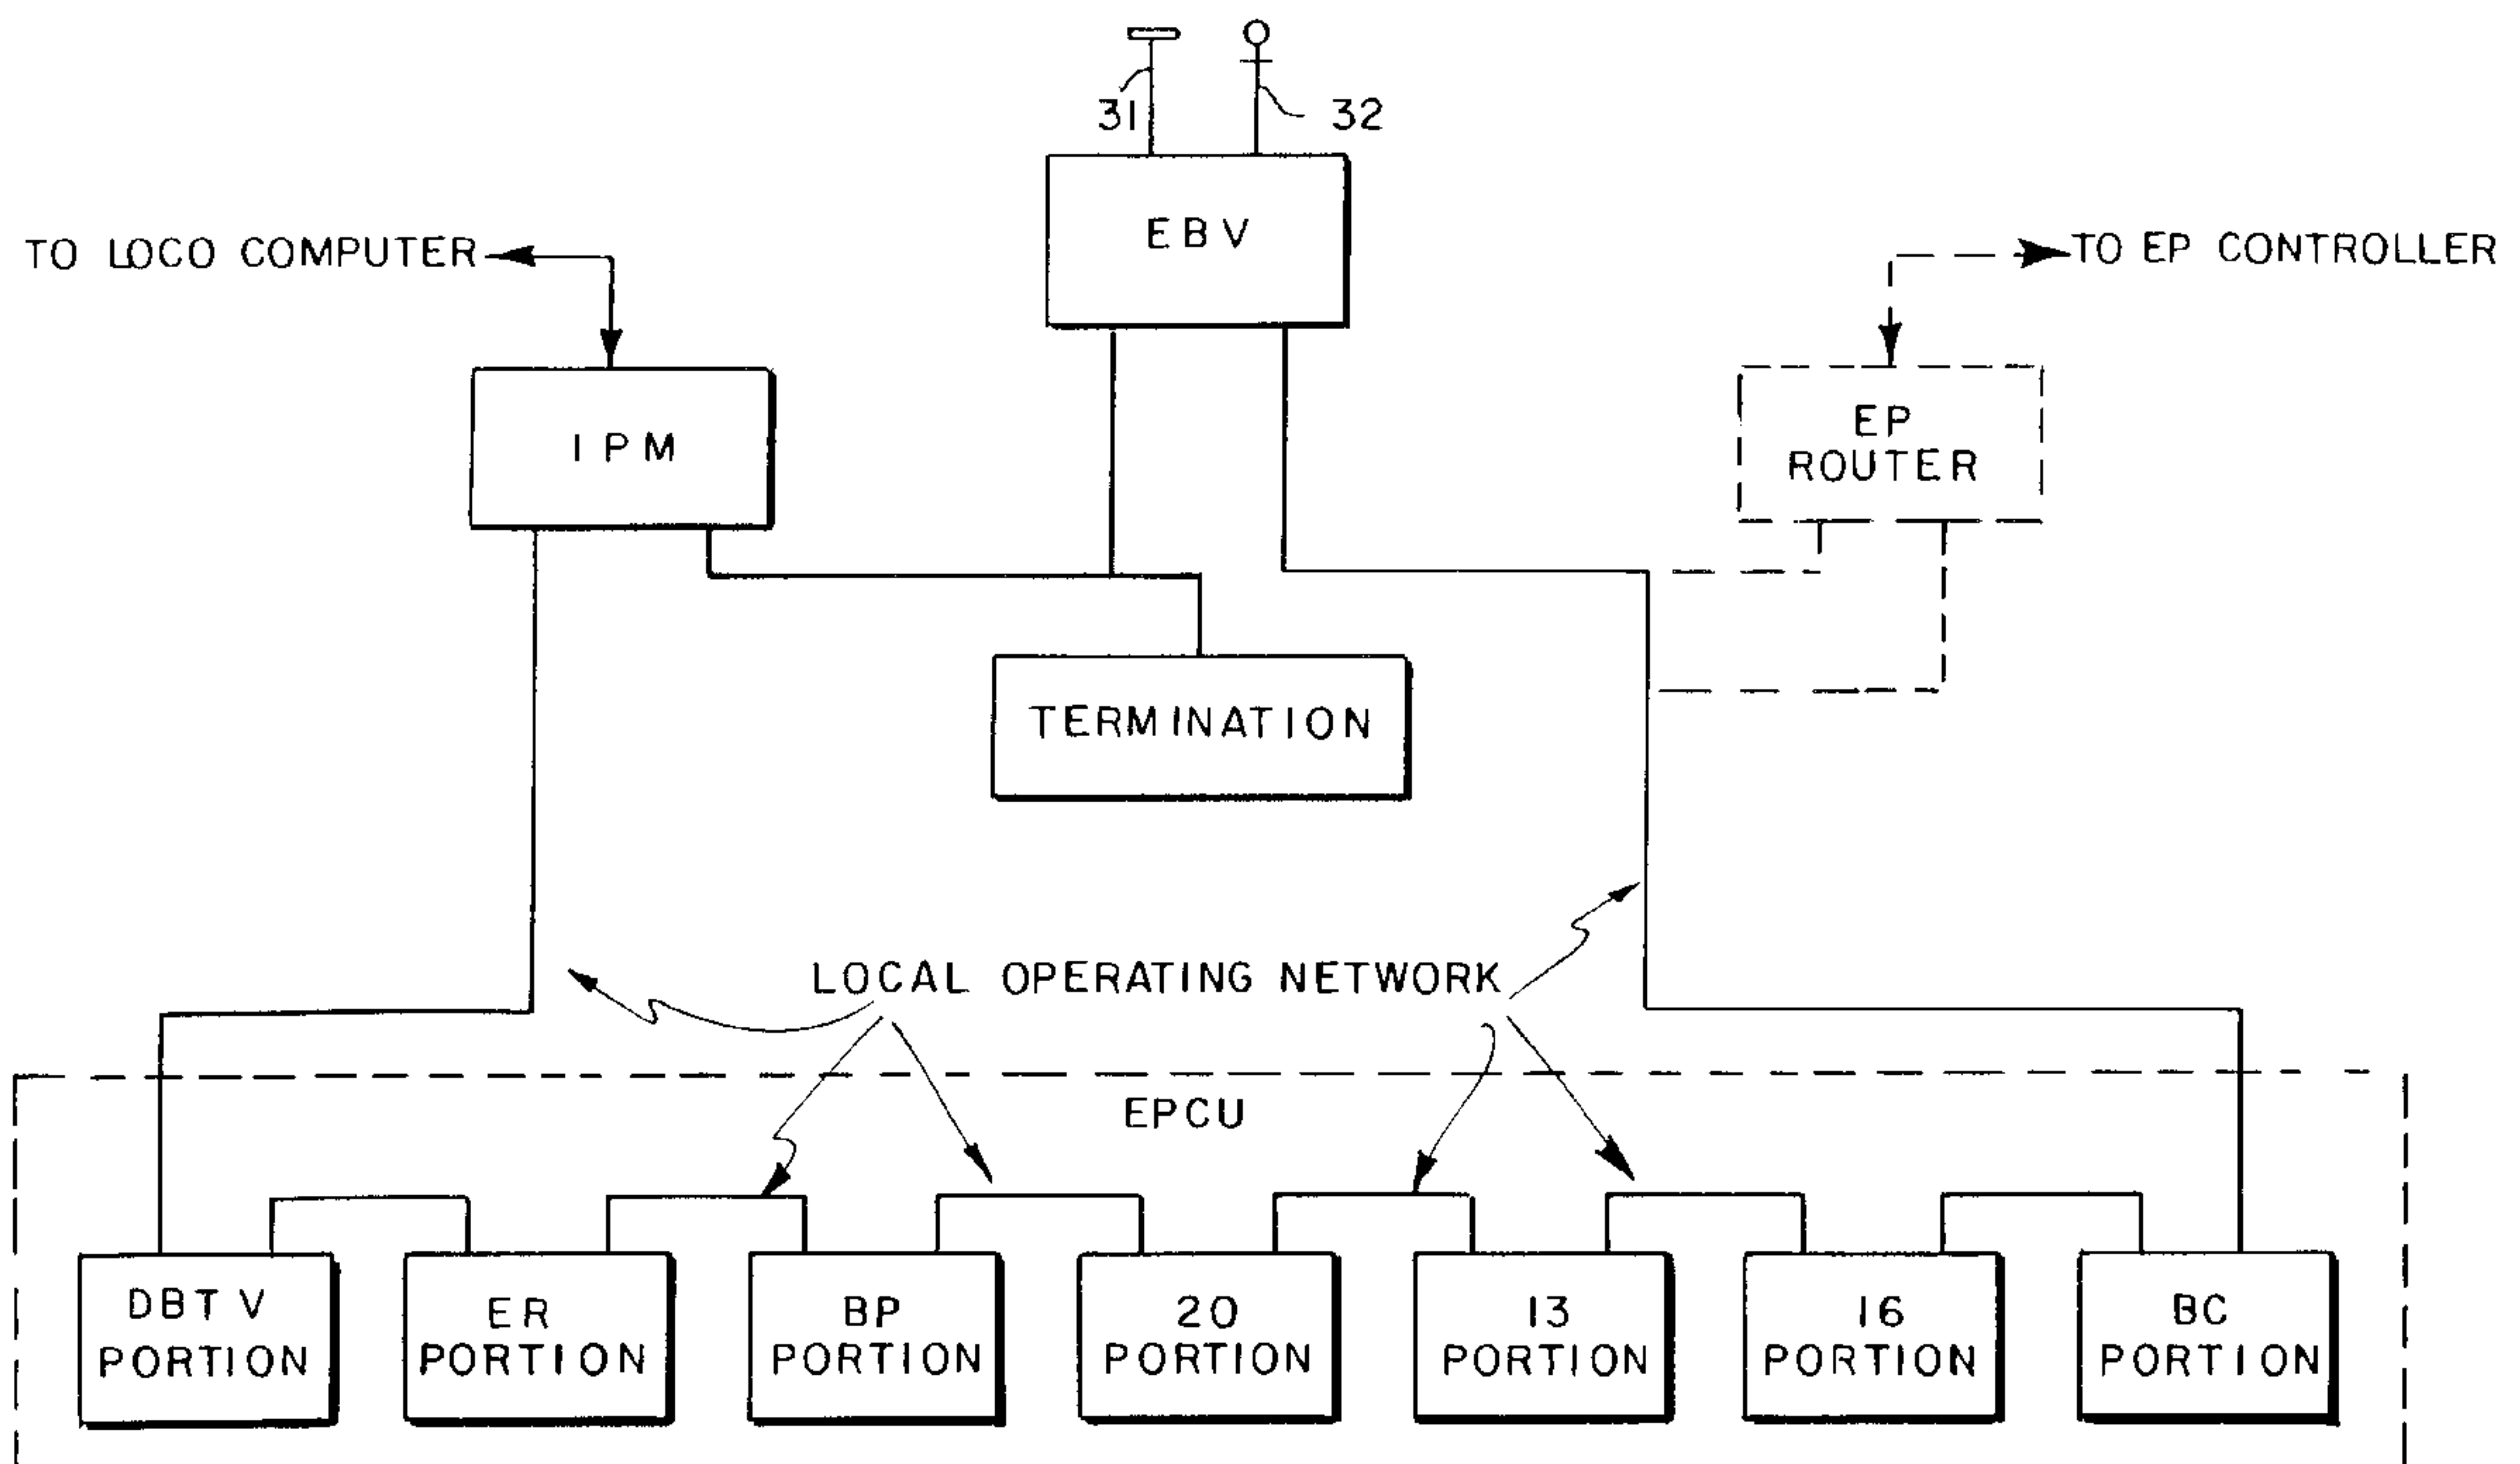 31
32
EBV
TO LOCO COMPUTER
TO EP CONTROLLER
IPM
EP
ROUTER
TERMINATION
LOCAL OPERATING NETWORK
EPCU
DBTV
PORTION
ER
PORTION
BP
PORTION
20
PORTION
13
PORTION
16
PORTION
BC
PORTION